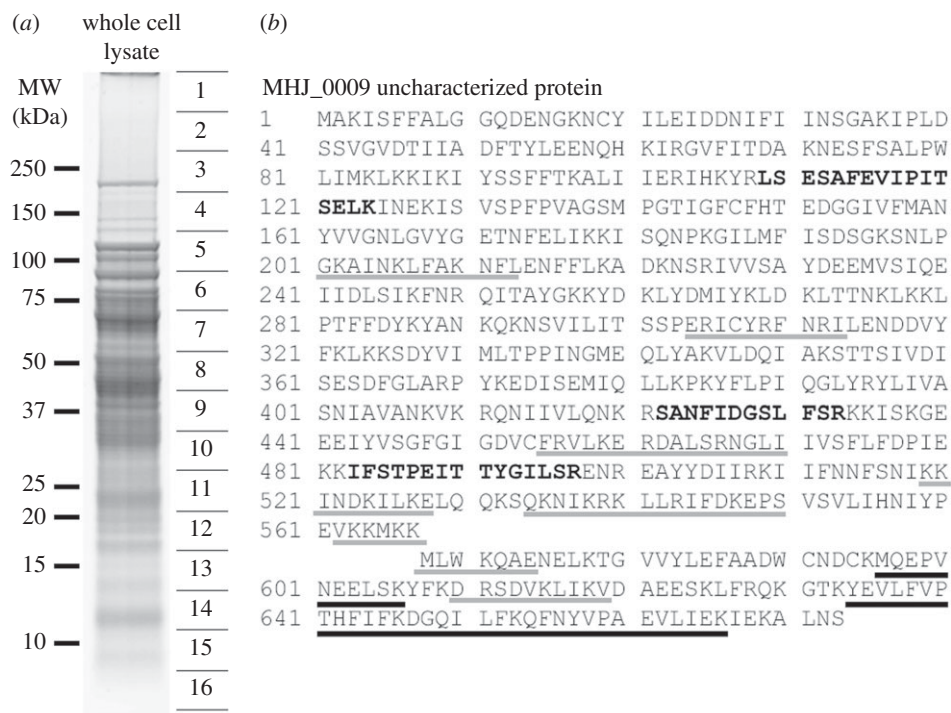 (a)
whole cell
lysate
MW
(kDa)
250
150
100
75
50
37
25
20
15
10
1
2
3
4
5
6
7
8
9
10
11
12
13
14
15
16
(b)
MHJ_0009 uncharacterized protein
1 MAKISFFALG GQDENGKNCY ILEIDDNIFI INSGAKIPLD
41 SSVGVDTIIA DFTYLEENQH KIRGVFITDA KNESFSALPW
81 LIMKLKKIKI YSSFFTKALI IERIHKYRLS ESAFEVIPIT
121 SELKINEKIS VSPFPVAGSM PGTIGFCFHT EDGGIVFMAN
161 YVVGNLGVYG ETNFELIKKI SQNPKGILMF ISDSGKSNLP
201 GKAINKLFAK NFLENFFLKA DKNSRIVVSA YDEEMVSIQE
241 IIDLSIKFNR QITAYGKKYD KLYDMIYKLD KLTTNKLKKL
281 PTFFDYKYAN KQKNSVILIT SSPERICYRF NRILENDDVY
321 FKLKKSDYVI MLTPPINGME QLYAKVLDQI AKSTTSIVDI
361 SESDFGLARP YKEDISEMIQ LLKPKYFLPI QGLYRYLIVA
401 SNIAVANKVK RQNIIVLQNK RSANFIDGSL FSRKKISKGE
441 EEIYVSGFGI GDVCFRVLKE RDALSRNGLI IVSFLFDPIE
481 KKIFSTPEIT TYGILSRENR EAYYDIIRKI IFNNFSNIKK
521 INDKILKELQ QKSQKNIKRK LLRIFDKEPS VSVLIHNIYP
561 EVKKMKK
MLW KQAENELKTG VVYLEFAADW CNDCKMQEPV
601 NEELSKYFKD RSDVKLIKVD AEESKLFRQK GTKYEVLFVP
641 THFIFKDGQI LFKQFNYVPA EVLIEKIEKA LNS